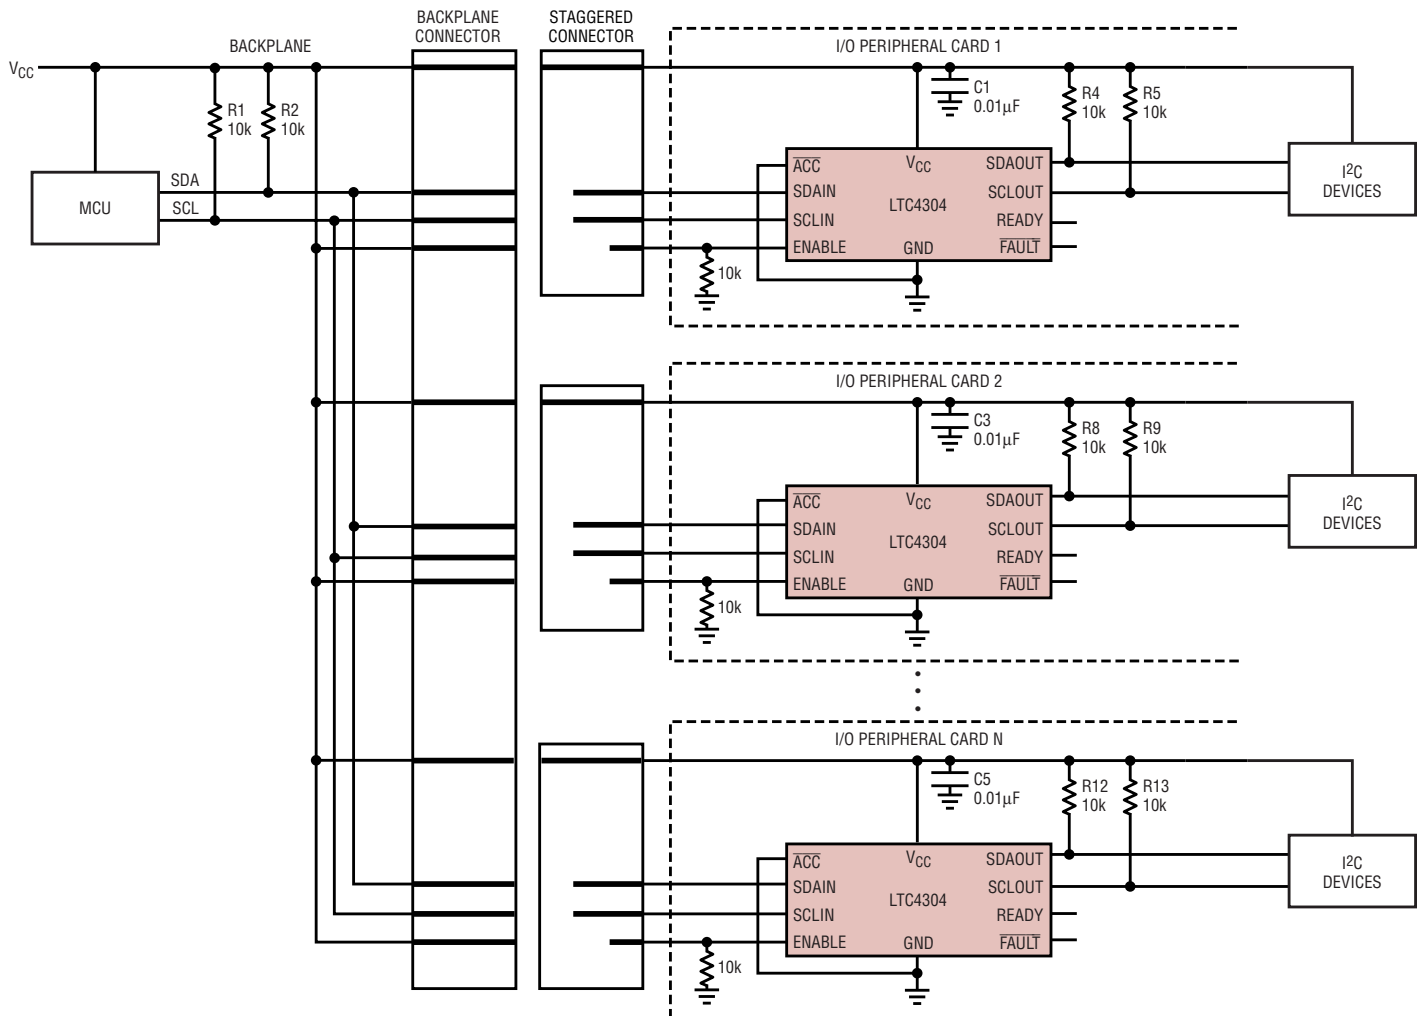 BACKPLANE
CONNECTOR
STAGGERED
CONNECTOR
BACKPLANE
VCC
R1
10k
R2
10k
MCU
SDA
SCL
I/O PERIPHERAL CARD 1
C1
0.01µF
R4
10k
R5
10k
ACC
SDAIN
SCLIN
ENABLE
VCC
LTC4304
GND
SDAOUT
SCLOUT
READY
FAULT
10k
I2C
DEVICES
I/O PERIPHERAL CARD 2
C3
0.01µF
R8
10k
R9
10k
ACC
SDAIN
SCLIN
ENABLE
VCC
LTC4304
GND
SDAOUT
SCLOUT
READY
FAULT
10k
I2C
DEVICES
I/O PERIPHERAL CARD N
C5
0.01µF
R12
10k
R13
10k
ACC
SDAIN
SCLIN
ENABLE
VCC
LTC4304
GND
SDAOUT
SCLOUT
READY
FAULT
10k
I2C
DEVICES